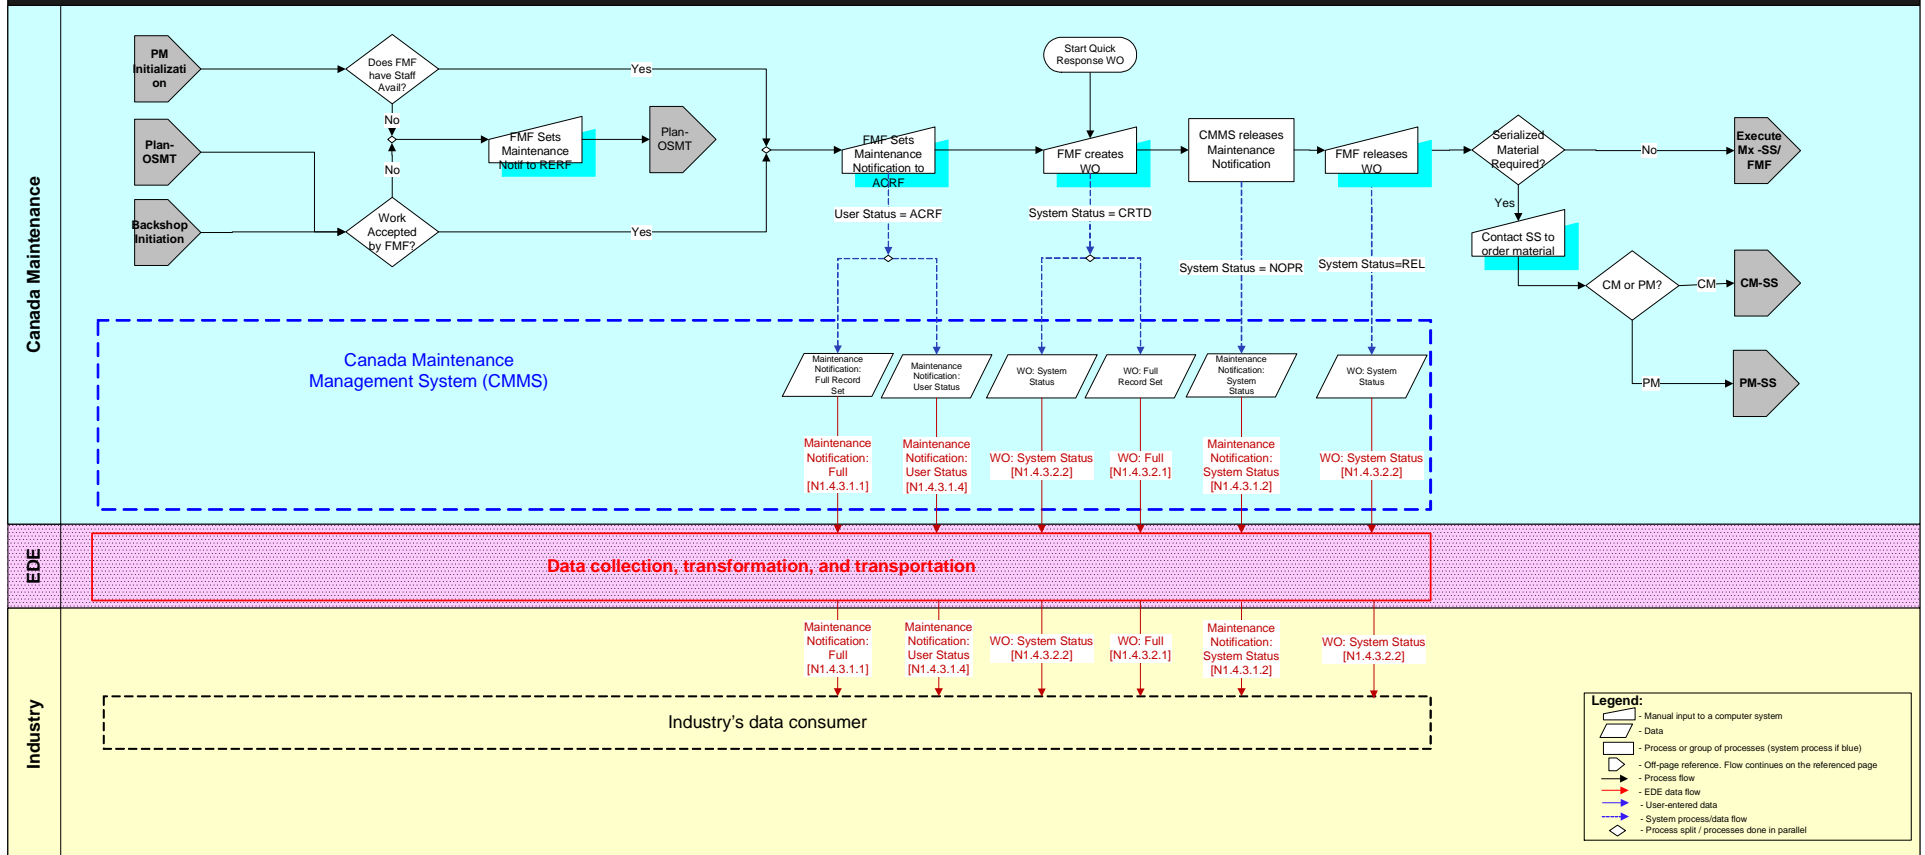 Canada Maintenance
PM
Initializati
on
Does FMF
have Staff
Avail?
Yes
No
Plan-
OSMT
FMF Sets
Maintenance
Notif to RERF
Plan-
OSMT
No
Backshop
Initiation
Work
Accepted
by FMF?
Yes
FMF Sets
Maintenance
Notification to
ACRF
User Status = ACRF
Start Quick
Response WO
FMF creates
WO
System Status = CRTD
CMMS releases
Maintenance
Notification
System Status = NOPR
FMF releases
WO
System Status=REL
Serialized
Material
Required?
No
Execute
Mx -SS/
FMF
Yes
Contact SS to
order material
CM or PM?
CM
CM-SS
PM
PM-SS
Canada Maintenance
Management System (CMMS)
Maintenance
Notification:
Full Record
Set
Maintenance
Notification:
User Status
WO: System
Status
WO: Full
Record Set
Maintenance
Notification:
System
Status
WO: System
Status
Maintenance
Notification:
Full
[N1.4.3.1.1]
Maintenance
Notification:
User Status
[N1.4.3.1.4]
WO: System Status
[N1.4.3.2.2]
WO: Full
[N1.4.3.2.1]
Maintenance
Notification:
System Status
[N1.4.3.1.2]
WO: System Status
[N1.4.3.2.2]
EDE
Data collection, transformation, and transportation
Industry
Maintenance
Notification:
Full
[N1.4.3.1.1]
Maintenance
Notification:
User Status
[N1.4.3.1.4]
WO: System Status
[N1.4.3.2.2]
WO: Full
[N1.4.3.2.1]
Maintenance
Notification:
System Status
[N1.4.3.1.2]
WO: System Status
[N1.4.3.2.2]
Industry's data consumer
Legend:
- Manual input to a computer system
- Data
- Process or group of processes (system process if blue)
- Off-page reference. Flow continues on the referenced page
- Process flow
- EDE data flow
- User-entered data
- System process/data flow
- Process split / processes done in parallel